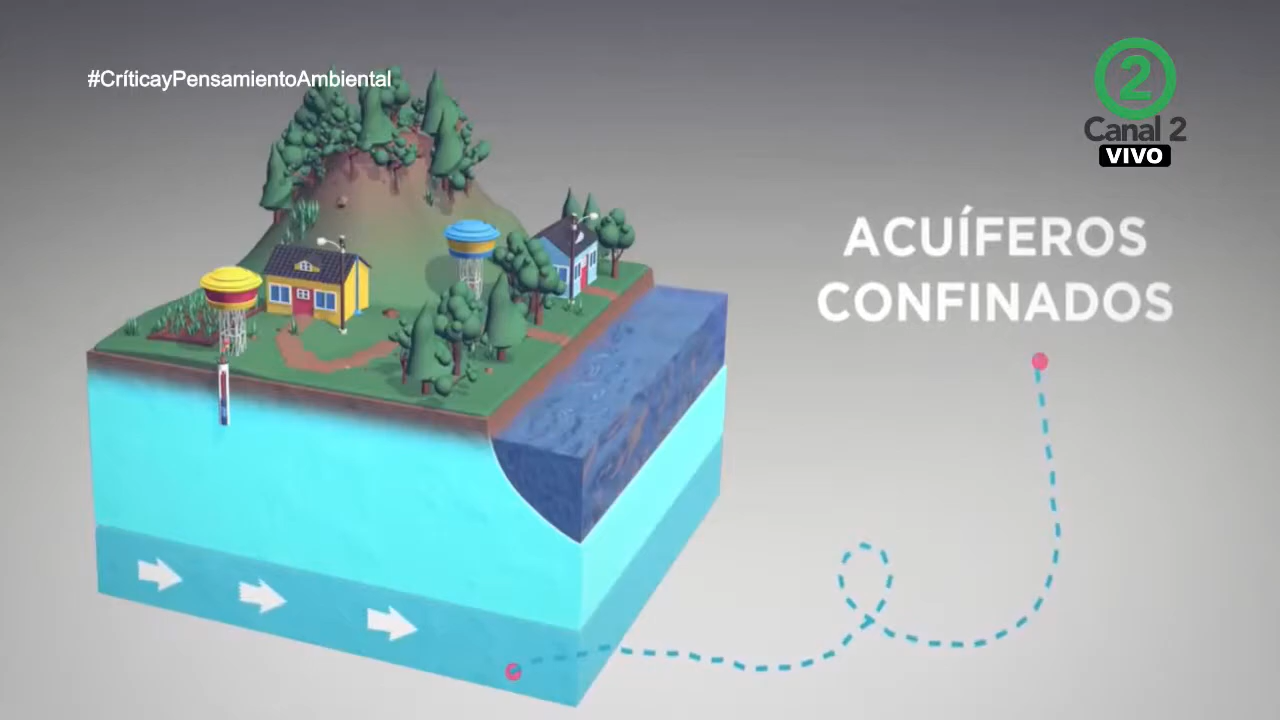 #CríticayPensamientoAmbiental
2
Canal 2
VIVO
ACUÍFEROS
CONFINADOS